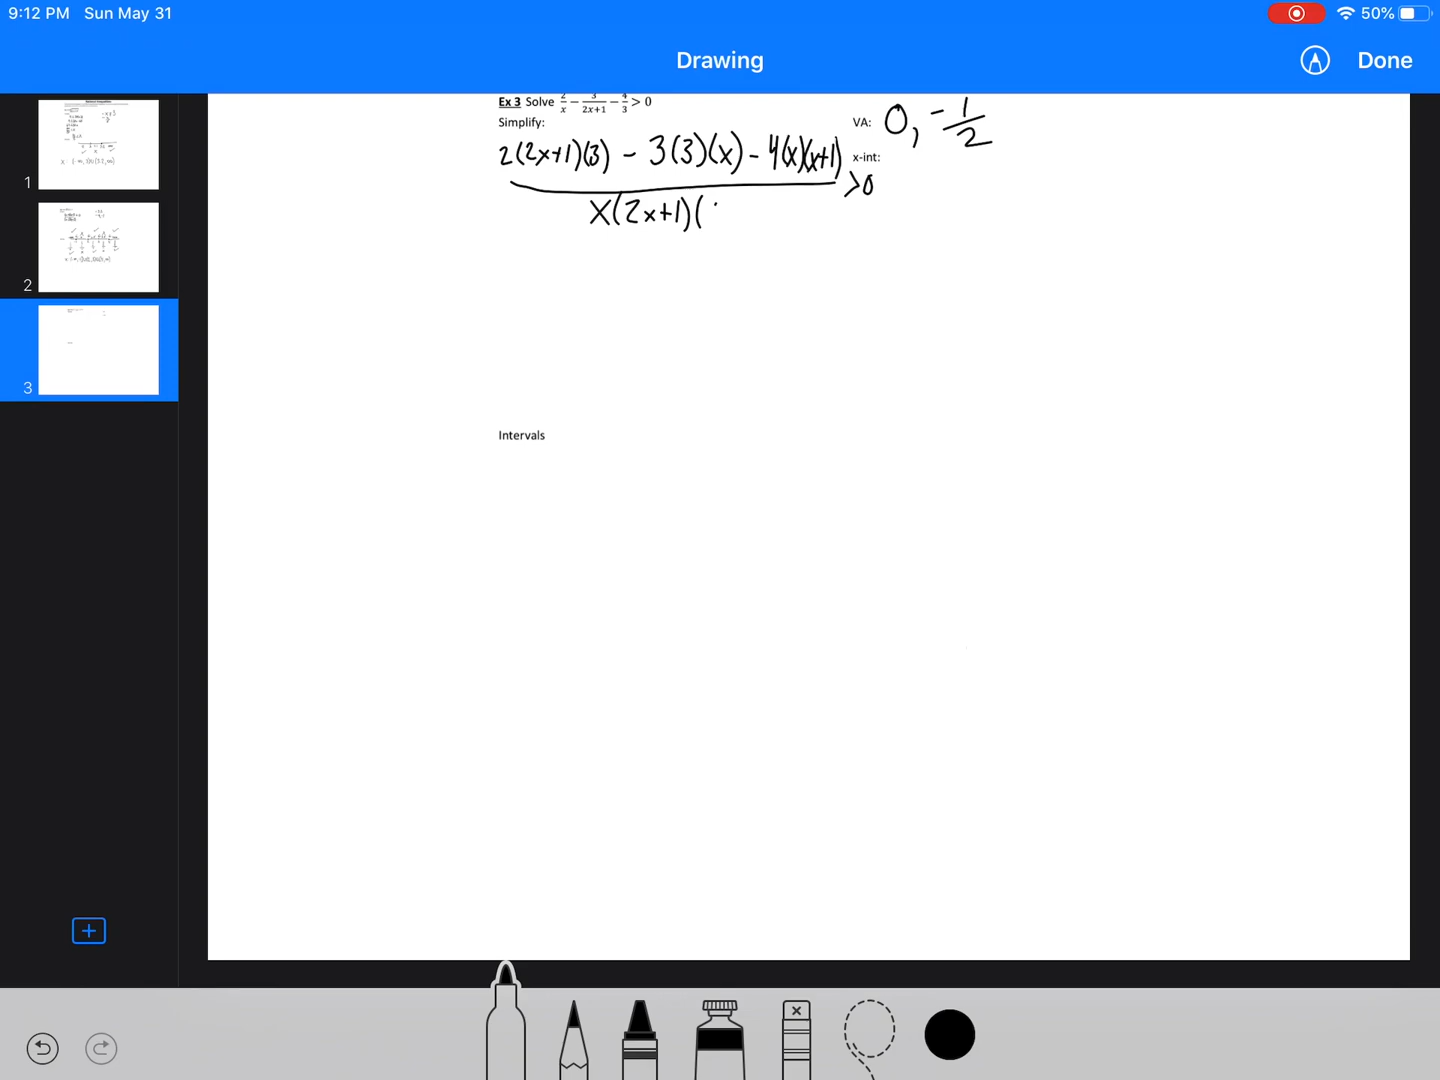 9:12 PM Sun May 31
50%
Drawing
Done
1
2
3
Ex 3 Solve 2/x - 3/2x+1 - 4/3 > 0
Simplify:
VA: 0, -1/2
2(2x+1)(3) - 3(3)(x) - 4(x)(x+1)
x-int:
>0
x(2x+1)(
Intervals